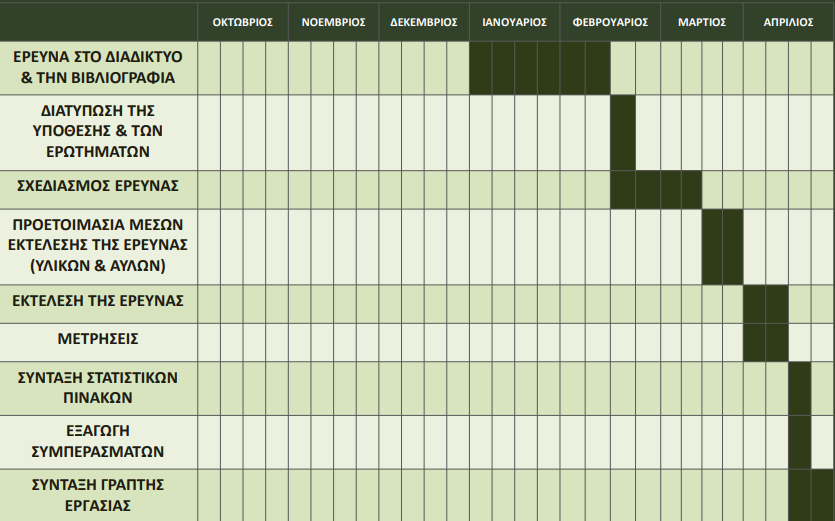 ΟΚΤΩΒΡΙΟΣ ΝΟΕΜΒΡΙΟΣ ΔΕΚΕΜΒΡΙΟΣ ΙΑΝΟΥΑΡΙΟΣ ΦΕΒΡΟΥΑΡΙΟΣ ΜΑΡΤΙΟΣ ΑΠΡΙΛΙΟΣ
ΕΡΕΥΝΑ ΣΤΟ ΔΙΑΔΙΚΤΥΟ
& ΤΗΝ ΒΙΒΛΙΟΓΡΑΦΙΑ
ΔΙΑΤΥΠΩΣΗ ΤΗΣ
ΥΠΟΘΕΣΗΣ & ΤΩΝ
ΕΡΩΤΗΜΑΤΩΝ
ΣΧΕΔΙΑΣΜΟΣ ΕΡΕΥΝΑΣ
ΠΡΟΕΤΟΙΜΑΣΙΑ ΜΕΣΩΝ
ΕΚΤΕΛΕΣΗΣ ΤΗΣ ΕΡΕΥΝΑΣ
(ΥΛΙΚΩΝ & ΑΥΛΩΝ)
ΕΚΤΕΛΕΣΗ ΤΗΣ ΕΡΕΥΝΑΣ
ΜΕΤΡΗΣΕΙΣ
ΣΥΝΤΑΞΗ ΣΤΑΤΙΣΤΙΚΩΝ
ΠΙΝΑΚΩΝ
ΕΞΑΓΩΓΗ
ΣΥΜΠΕΡΑΣΜΑΤΩΝ
ΣΥΝΤΑΞΗ ΓΡΑΠΤΗΣ
ΕΡΓΑΣΙΑΣ